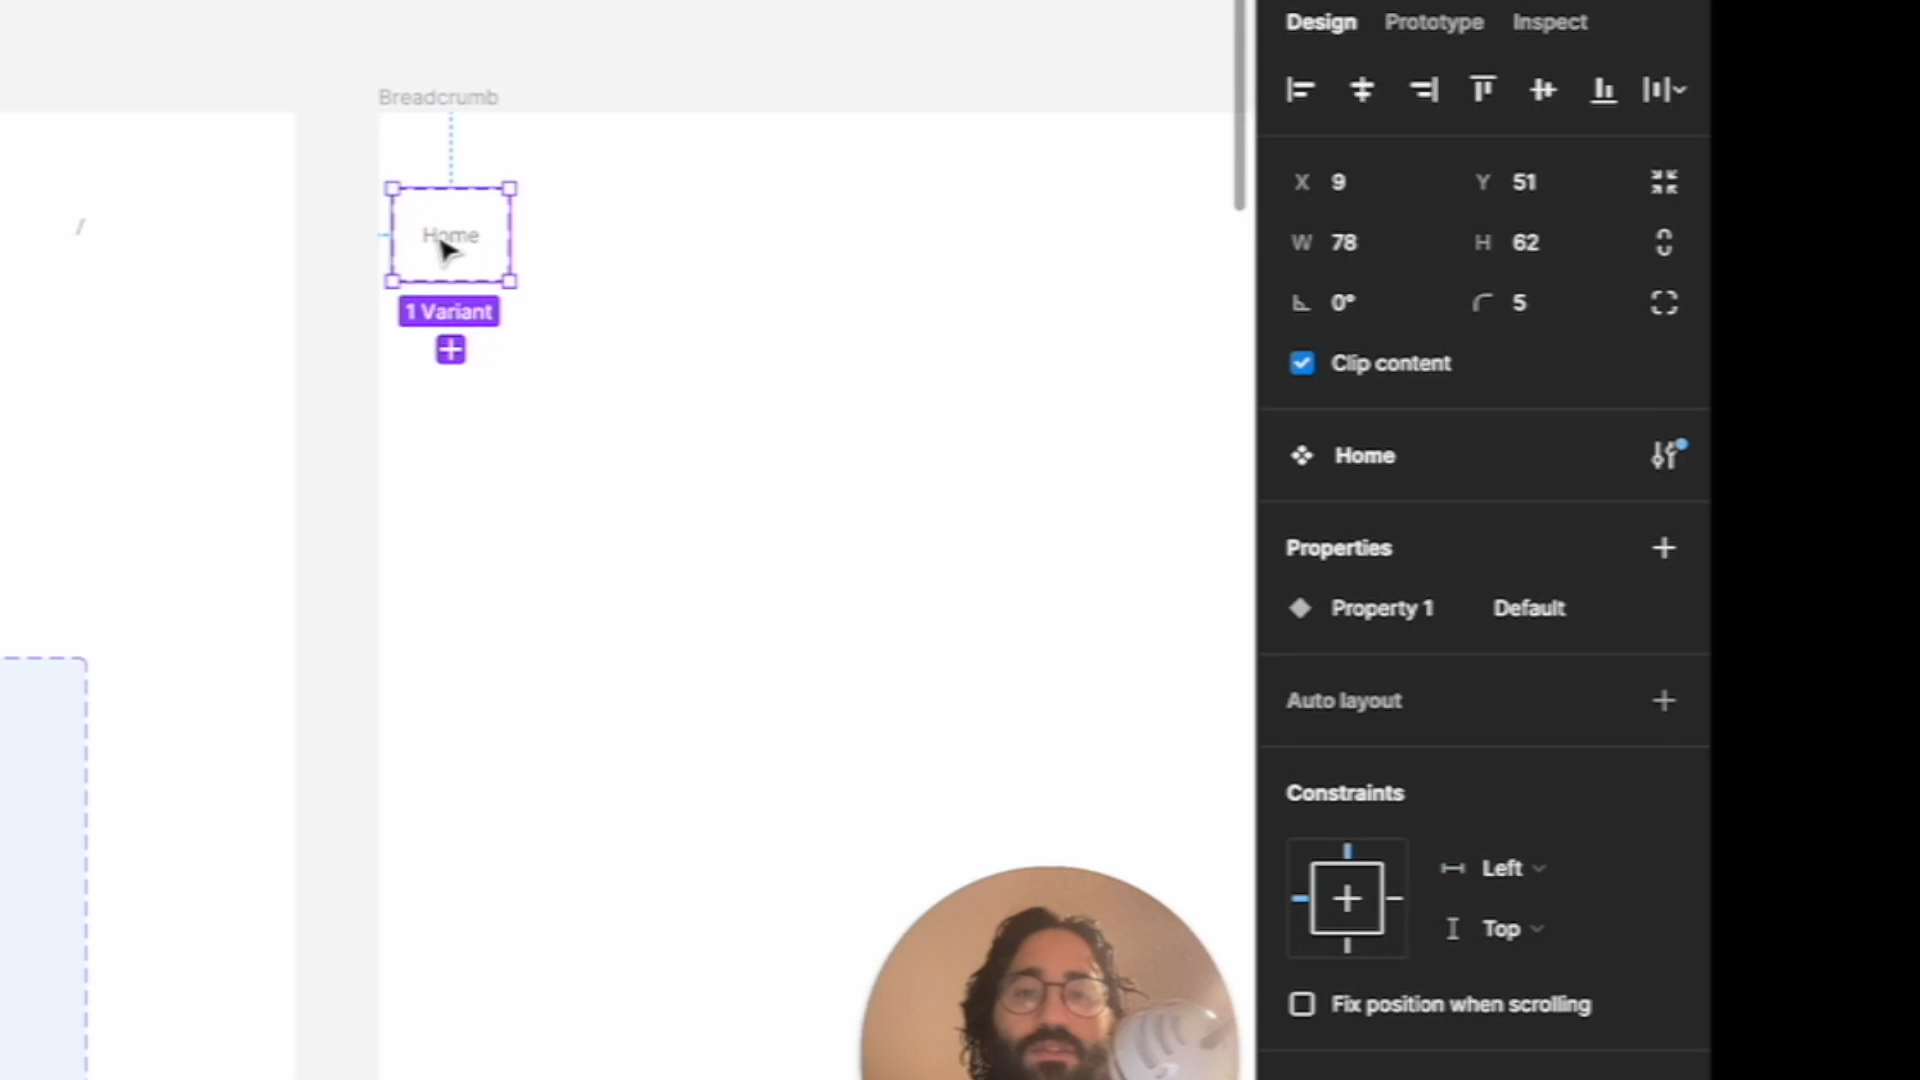 Design Prototype Inspect
Breadcrumb
X 9 Y 51
/
Home
W 78 H 62
1 Variant
0° 5
Clip content
Home
Properties
Property 1 Default
Auto layout
Constraints
Left
Top
Fix position when scrolling